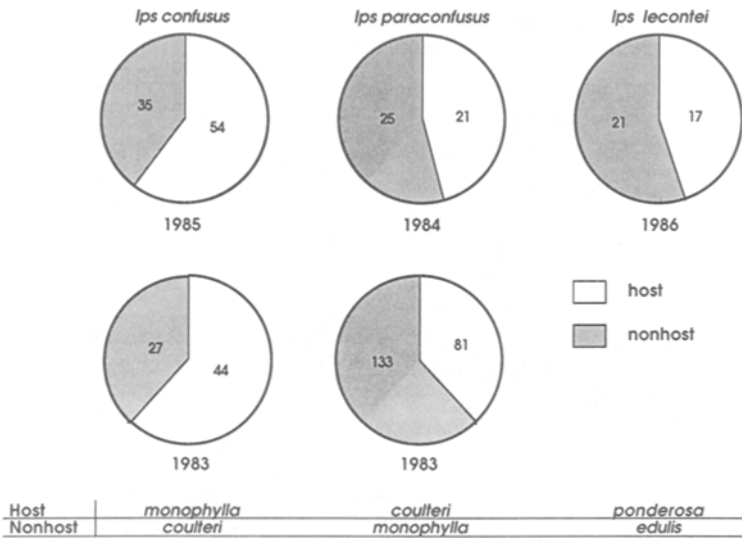 Ips confusus Ips paraconfusus Ips lecontei
35 54 25 21 21 17
1985 1984 1986
27 44 133 81
host
nonhost
1983 1983
Host monophylla coulteri ponderosa
Nonhost coulteri monophylla edulis